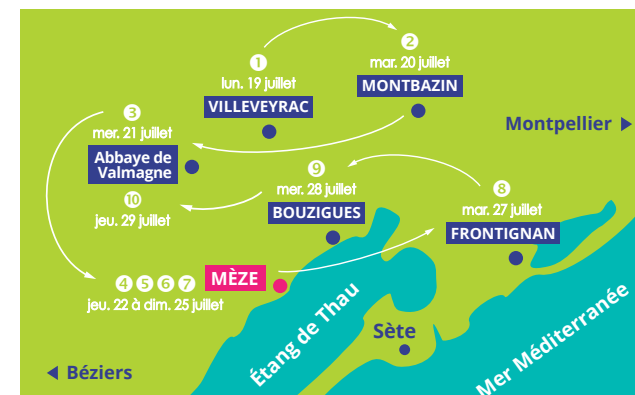 1
lun. 19 juillet
VILLEVEYRAC
2
mar. 20 juillet
MONTBAZIN
Montpellier
3
mer. 21 juillet
Abbaye de
Valmagne
10
jeu. 29 juillet
9
mer. 28 juillet
BOUZIGUES
8
mar. 27 juillet
FRONTIGNAN
4 5 6 7
jeu. 22 à dim. 25 juillet
MÈZE
Étang de Thau
Sète
Mer Méditerranée
Béziers